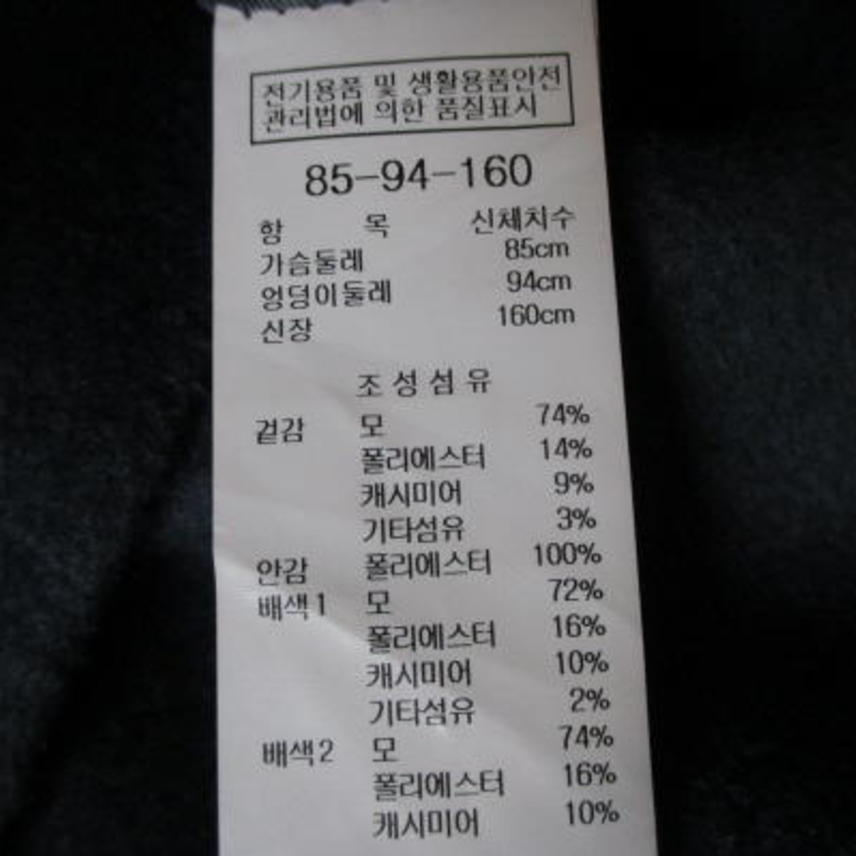 전기용품 및 생활용품안전
관리법에 의한 품질표시
85-94-160
항 목 신체치수
가슴둘레 85cm
엉덩이둘레 94cm
신장 160cm
조성섬유
겉감 모 74%
폴리에스터 14%
캐시미어 9%
기타섬유 3%
안감 폴리에스터 100%
배색1 모 72%
폴리에스터 16%
캐시미어 10%
기타섬유 2%
배색2 모 74%
폴리에스터 16%
캐시미어 10%